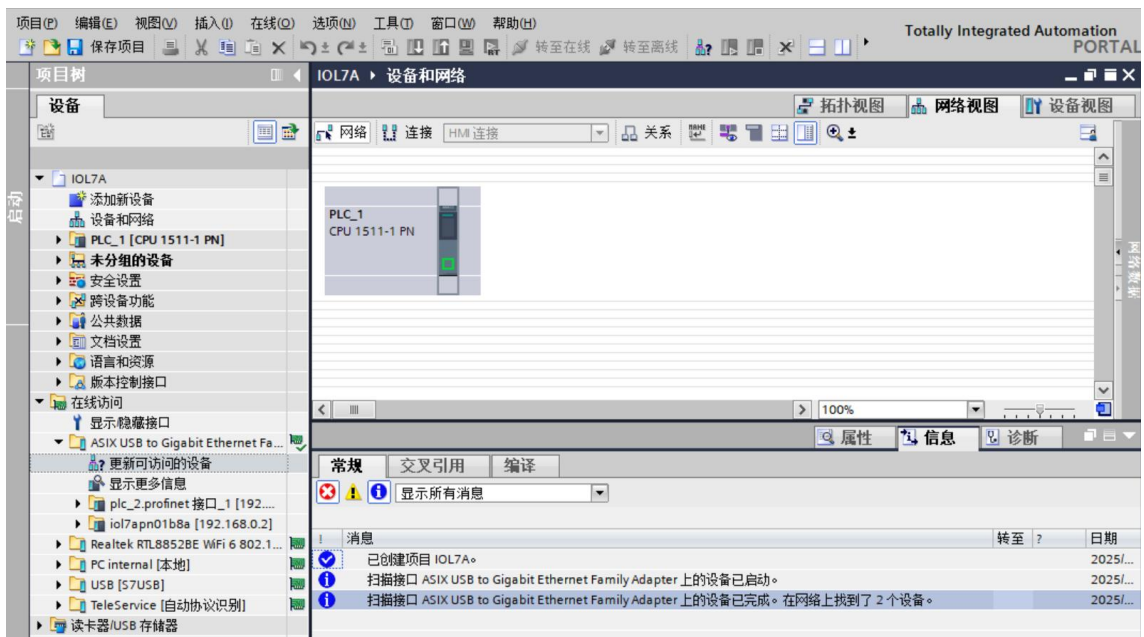 项目(P) 编辑(E) 视图(V) 插入(I) 在线(O) 选项(N) 工具(T) 窗口(W) 帮助(H)
Totally Integrated Automation
PORTAL
保存项目 转至在线 转至离线
项目树
IOL7A 设备和网络
设备
拓扑视图 网络视图 设备视图
网络 连接 HMI 连接 关系
启动
IOL7A
添加新设备
设备和网络
PLC_1 [CPU 1511-1 PN]
未分组的设备
安全设置
跨设备功能
公共数据
文档设置
语言和资源
版本控制接口
在线访问
显示/隐藏接口
ASIX USB to Gigabit Ethernet Fa...
更新可访问的设备
显示更多信息
plc_2.profinet 接口_1 [192....
iol7apn01b8a [192.168.0.2]
Realtek RTL8852BE WiFi 6 802.1...
PC internal [本地]
USB [S7USB]
TeleService [自动协议识别]
读卡器/USB 存储器
PLC_1
CPU 1511-1 PN
网络数据
100%
属性 信息 诊断
常规 交叉引用 编译
显示所有消息
! 消息 转至 ? 日期
已创建项目 IOL7A。 2025/...
扫描接口 ASIX USB to Gigabit Ethernet Family Adapter 上的设备已启动。 2025/...
扫描接口 ASIX USB to Gigabit Ethernet Family Adapter 上的设备已完成。在网络上找到了 2 个设备。 2025/...